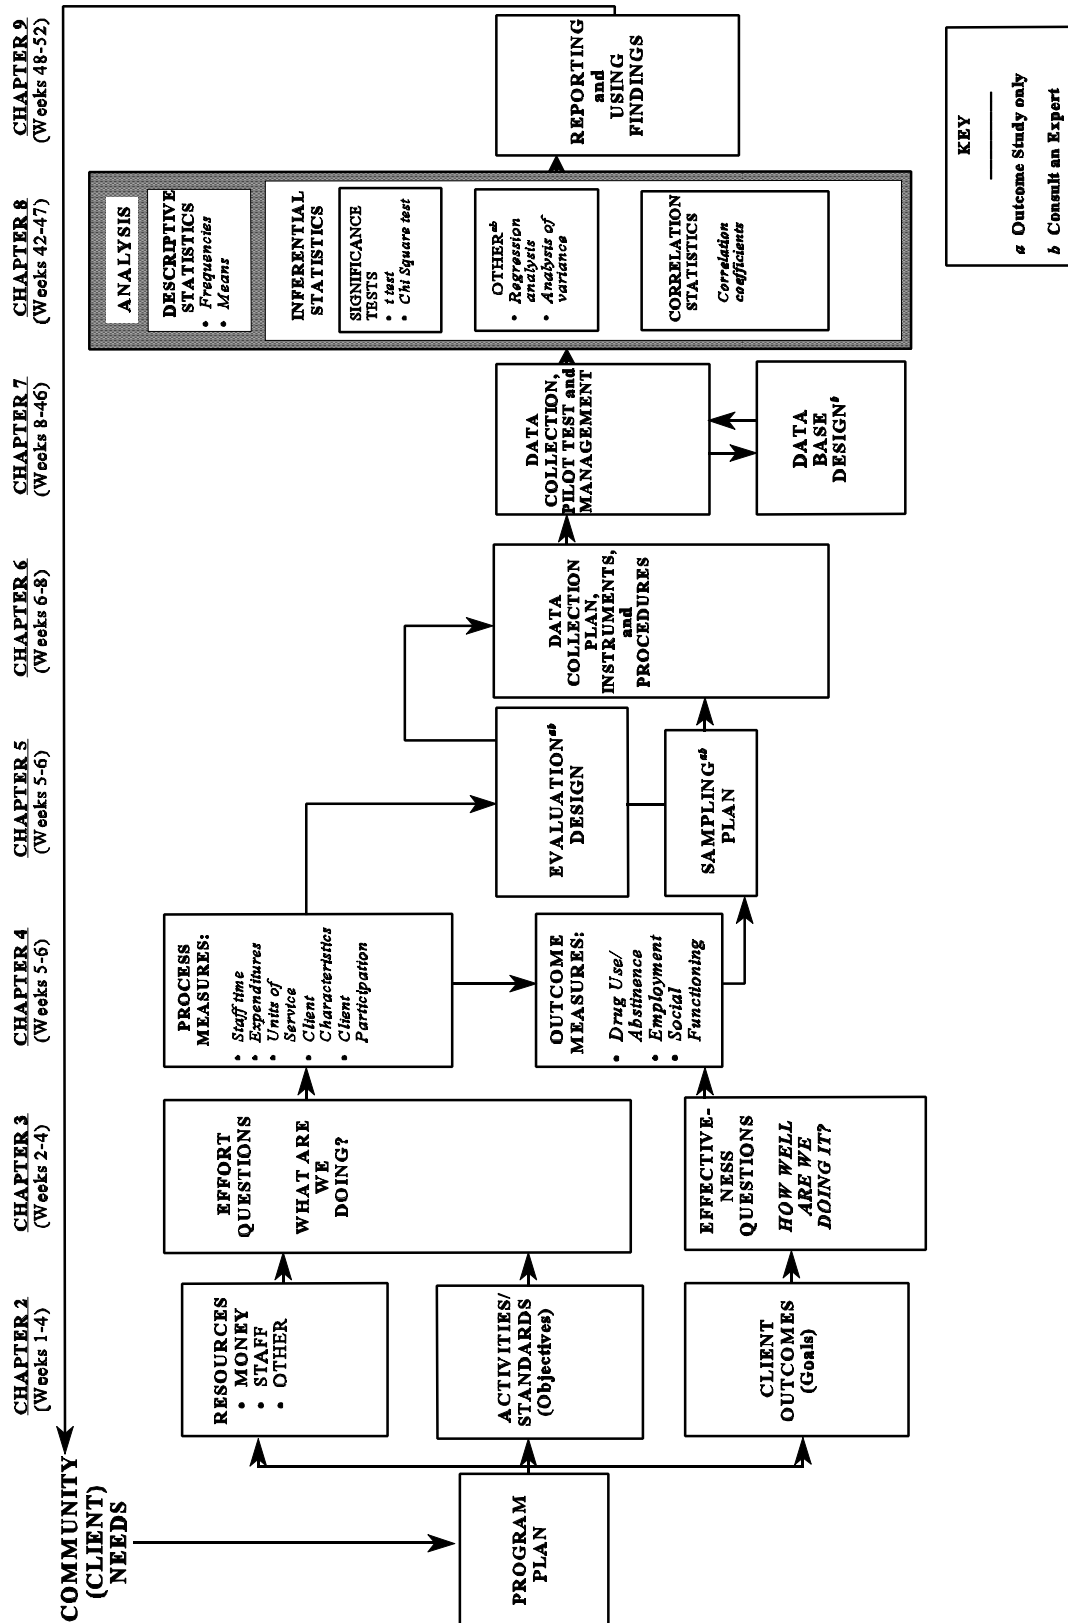 COMMUNITY
(CLIENT)
NEEDS
PROGRAM
PLAN
CHAPTER 2
(Weeks 1-4)
RESOURCES
• MONEY
• STAFF
• OTHER
ACTIVITIES/
STANDARDS
(Objectives)
CLIENT
OUTCOMES
(Goals)
CHAPTER 3
(Weeks 2-4)
EFFORT
QUESTIONS
WHAT ARE
WE
DOING?
EFFECTIVE-
NESS
QUESTIONS
HOW WELL
ARE WE
DOING IT?
CHAPTER 4
(Weeks 5-6)
PROCESS
MEASURES:
• Staff time
• Expenditures
• Units of
Service
• Client
Characteristics
• Client
Participation
OUTCOME
MEASURES:
• Drug Use/
Abstinence
• Employment
• Social
Functioning
CHAPTER 5
(Weeks 5-6)
EVALUATION ab
DESIGN
SAMPLING ab
PLAN
CHAPTER 6
(Weeks 6-8)
DATA
COLLECTION
PLAN,
INSTRUMENTS,
and
PROCEDURES
CHAPTER 7
(Weeks 8-46)
DATA
COLLECTION,
PILOT TEST and
MANAGEMENT
DATA
BASE
DESIGN b
CHAPTER 8
(Weeks 42-47)
ANALYSIS
DESCRIPTIVE
STATISTICS
• Frequencies
• Means
INFERENTIAL
STATISTICS
SIGNIFICANCE
TESTS
• t test
• Chi Square test
OTHER ab
• Regression
analysis
• Analysis of
variance
CORRELATION
STATISTICS
Correlation
coefficients
CHAPTER 9
(Weeks 48-52)
REPORTING
and
USING
FINDINGS
KEY
a Outcome Study only
b Consult an Expert